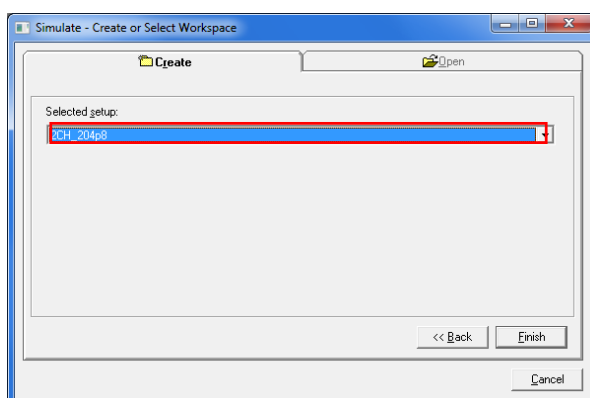 Simulate - Create or Select Workspace
Create
Open
Selected setup:
2CH_204p8
<< Back
Finish
Cancel